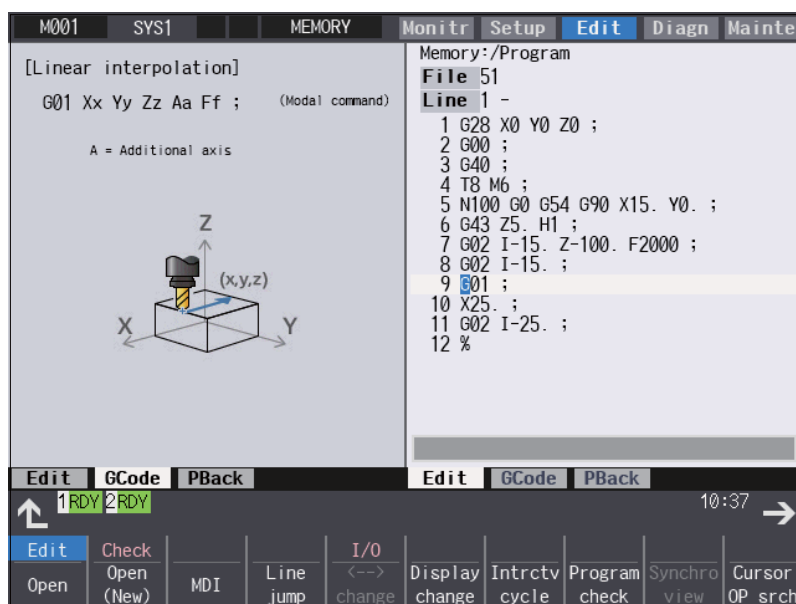 M001 SYS1 MEMORY Monitr Setup Edit Diagn Mainte
[Linear interpolation]
G01 Xx Yy Zz Aa Ff ; (Modal command)
A = Additional axis
Z
(x,y,z)
X Y
Memory:/Program
File 51
Line 1 -
1 G28 X0 Y0 Z0 ;
2 G00 ;
3 G40 ;
4 T8 M6 ;
5 N100 G0 G54 G90 X15. Y0. ;
6 G43 Z5. H1 ;
7 G02 I-15. Z-100. F2000 ;
8 G02 I-15. ;
9 G01 ;
10 X25. ;
11 G02 I-25. ;
12 %
Edit GCode PBack Edit GCode PBack
1 RDY 2 RDY 10:37
Edit Check I/O
Open Open (New) MDI Line jump <--> change Display change Intrctv cycle Program check Synchro view Cursor OP srch